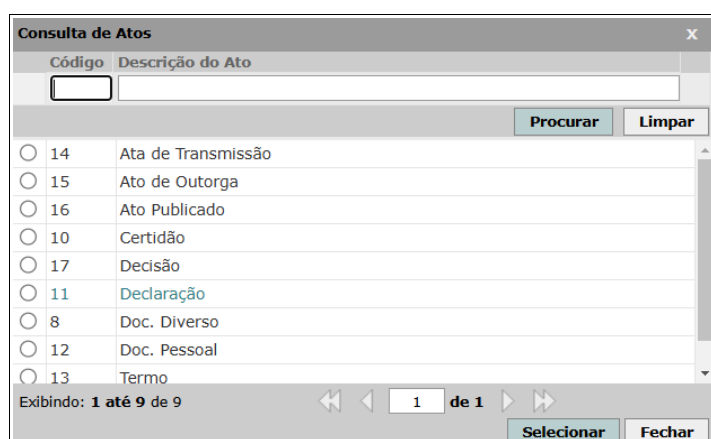 Consulta de Atos x
Código Descrição do Ato
Procurar Limpar
14 Ata de Transmissão
15 Ato de Outorga
16 Ato Publicado
10 Certidão
17 Decisão
11 Declaração
8 Doc. Diverso
12 Doc. Pessoal
13 Termo
Exibindo: 1 até 9 de 9 1 de 1
Selecionar Fechar